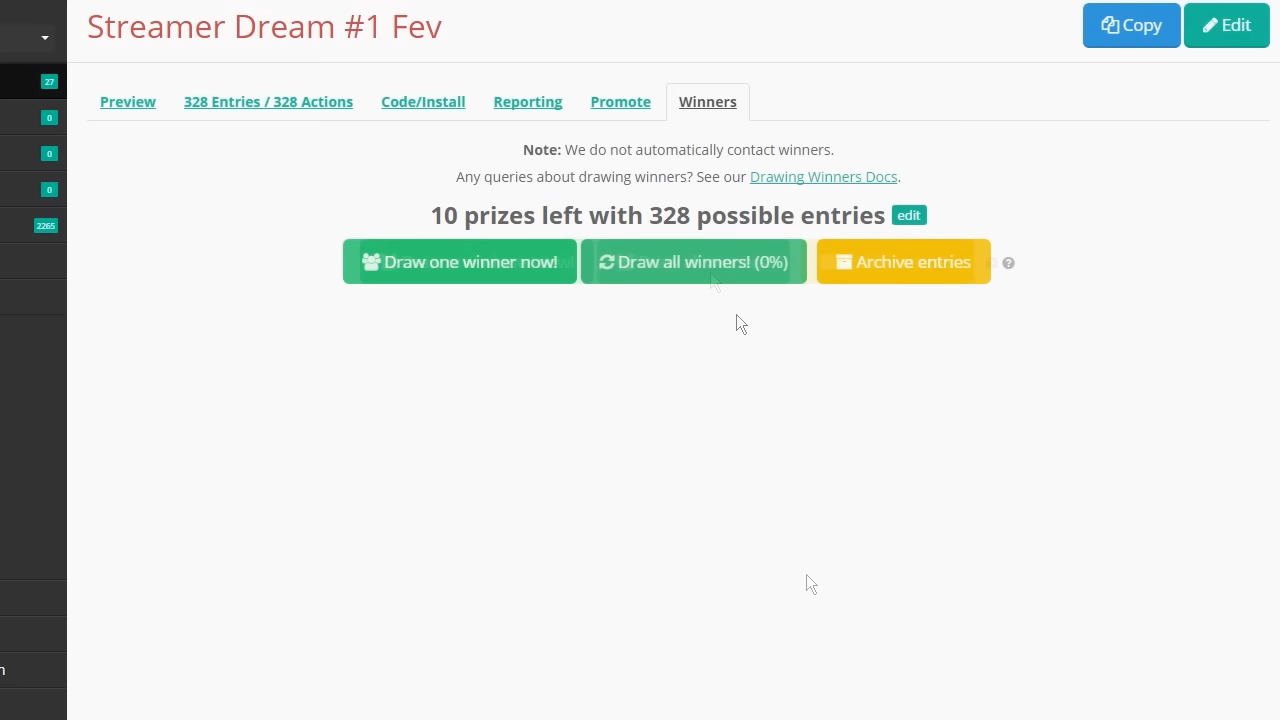 Streamer Dream #1 Fev
Copy
Edit
27
0
0
0
2265
Preview
328 Entries / 328 Actions
Code/Install
Reporting
Promote
Winners
Note: We do not automatically contact winners.
Any queries about drawing winners? See our Drawing Winners Docs.
10 prizes left with 328 possible entries edit
Draw one winner now!
Draw all winners! (0%)
Archive entries
?